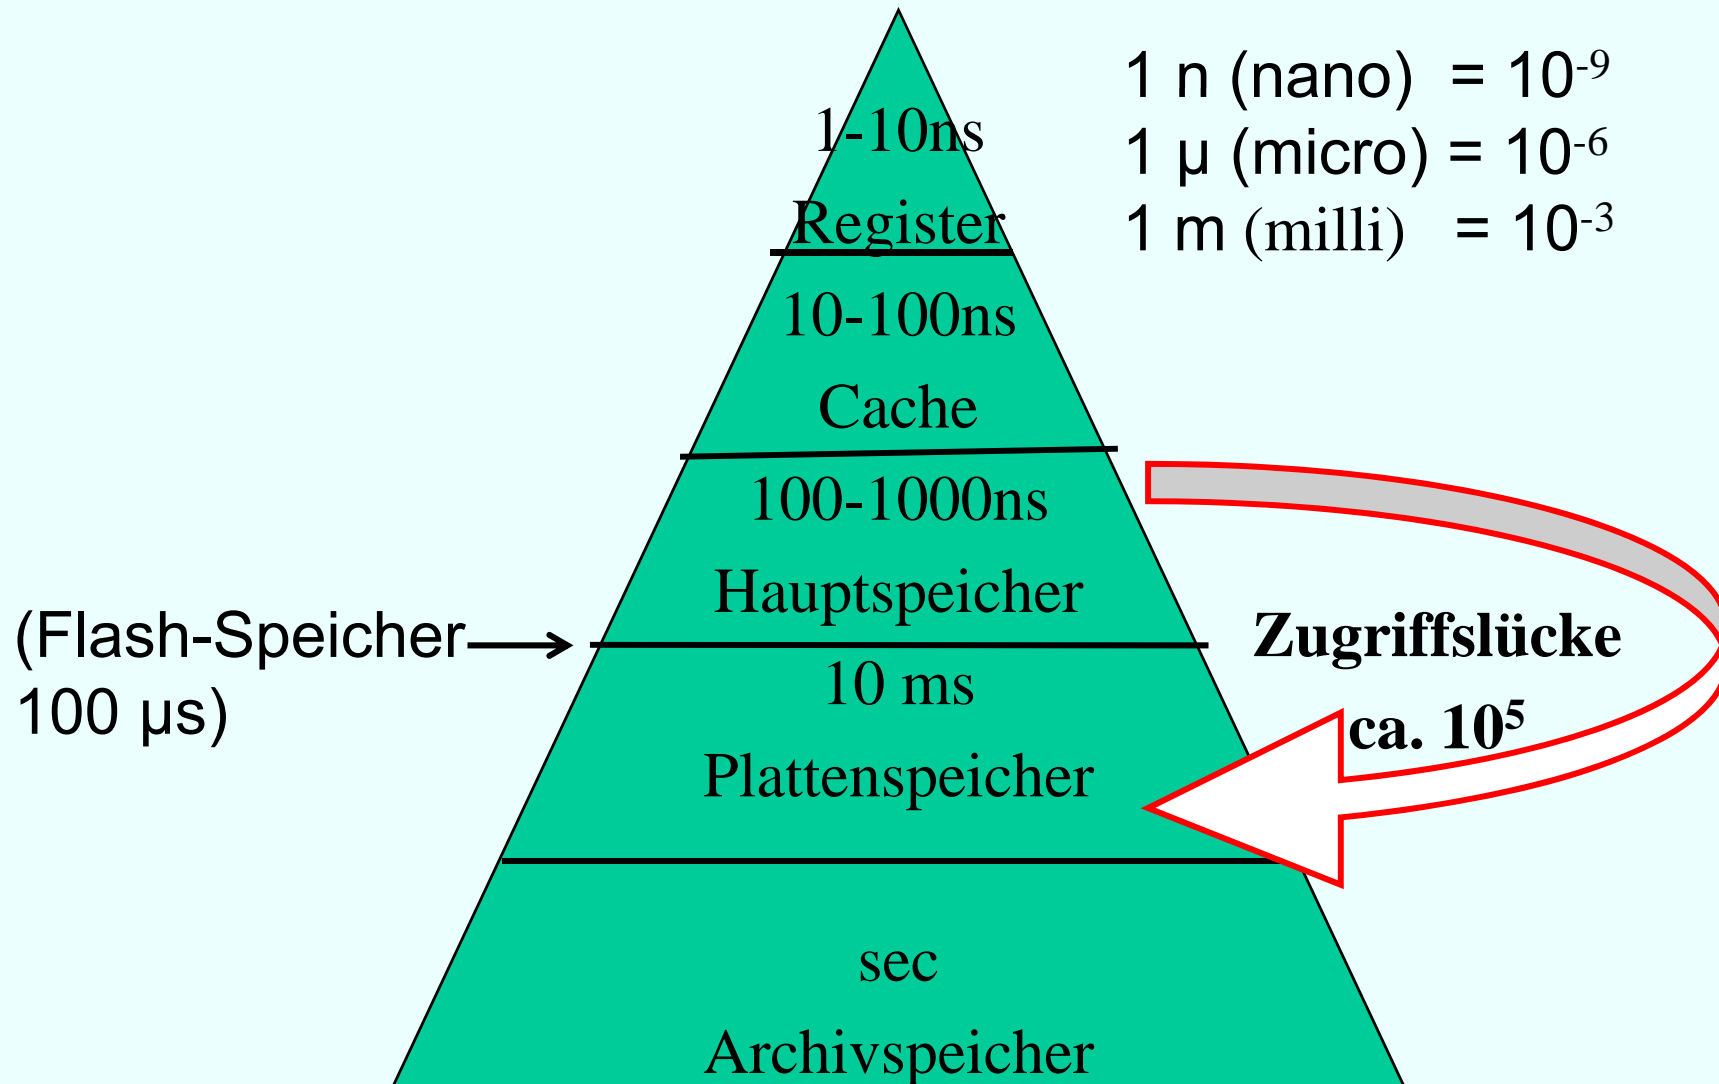 1 n (nano) = 10⁻⁹
1 µ (micro) = 10⁻⁶
1 m (milli) = 10⁻³
1-10ns
Register
10-100ns
Cache
100-1000ns
Hauptspeicher
(Flash-Speicher
100 µs)
10 ms
Plattenspeicher
Zugriffslücke
ca. 10⁵
sec
Archivspeicher